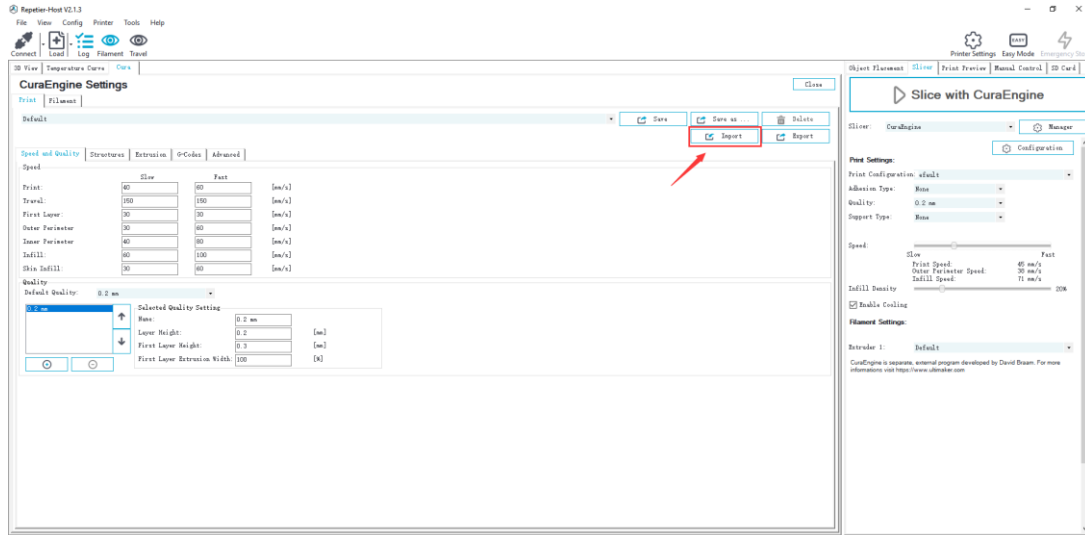 Repetier-Host V2.1.3
File View Config Printer Tools Help
Connect Load Log Filament Travel
Printer Settings Easy Mode Emergency Sto
EASY
3D View Temperature Curve Cura
Object Placement Slicer Print Preview Manual Control SD Card
CuraEngine Settings
Close
Print Filament
Default
Save Save as ... Delete
Import Export
Speed and Quality Structures Extrusion G-Codes Advanced
Speed
Slow Fast
Print: 40 60 [mm/s]
Travel: 150 150 [mm/s]
First Layer: 30 30 [mm/s]
Outer Perimeter 30 60 [mm/s]
Inner Perimeter 40 80 [mm/s]
Infill: 60 100 [mm/s]
Skin Infill: 30 60 [mm/s]
Quality
Default Quality: 0.2 mm
0.2 mm
Selected Quality Setting
Name: 0.2 mm
Layer Height: 0.2 [mm]
First Layer Height: 0.3 [mm]
First Layer Extrusion Width: 100 [%]
Slice with CuraEngine
Slicer: CuraEngine Manager
Configuration
Print Settings:
Print Configuration: efault
Adhesion Type: None
Quality: 0.2 mm
Support Type: None
Speed:
Slow Fast
Print Speed: 45 mm/s
Outer Perimeter Speed: 38 mm/s
Infill Speed: 71 mm/s
Infill Density 20%
Enable Cooling
Filament Settings:
Extruder 1: Default
CuraEngine is separate, external program developed by David Braam. For more
informations visit https://www.ultimaker.com